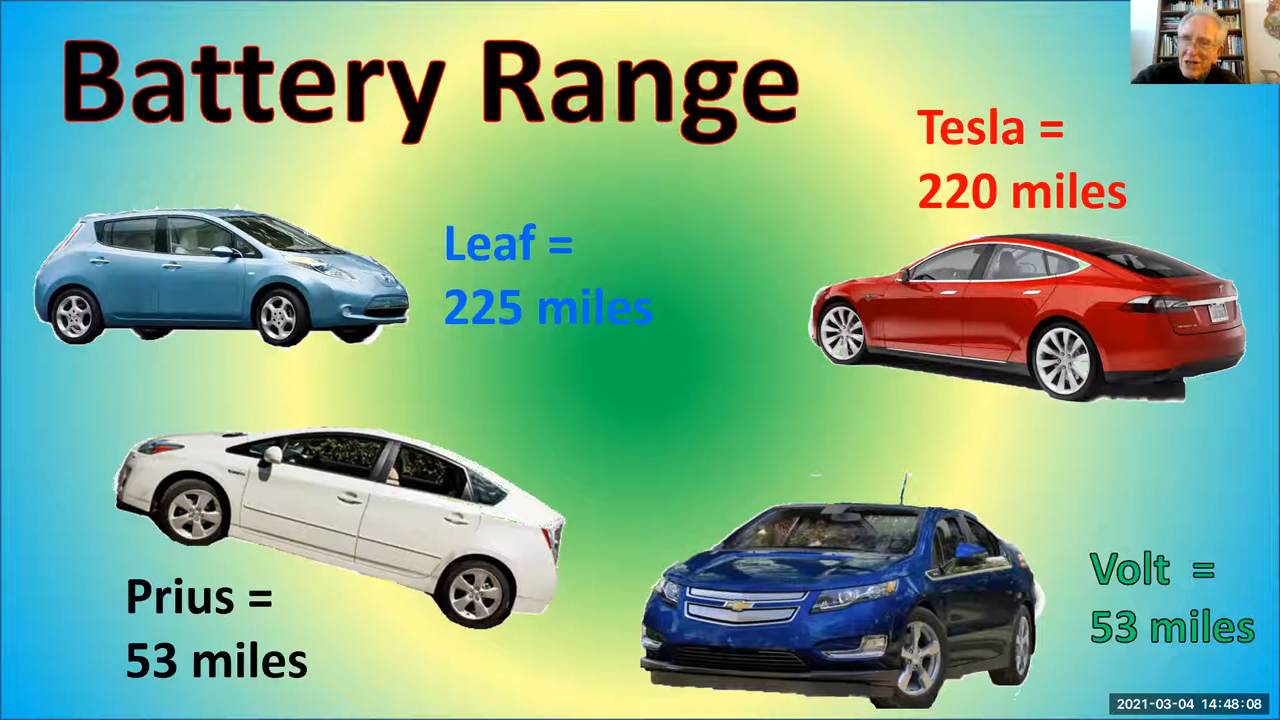 Battery Range
Tesla =
220 miles
Leaf =
225 miles
Prius =
53 miles
Volt =
53 miles
2021-03-04 14:48:08